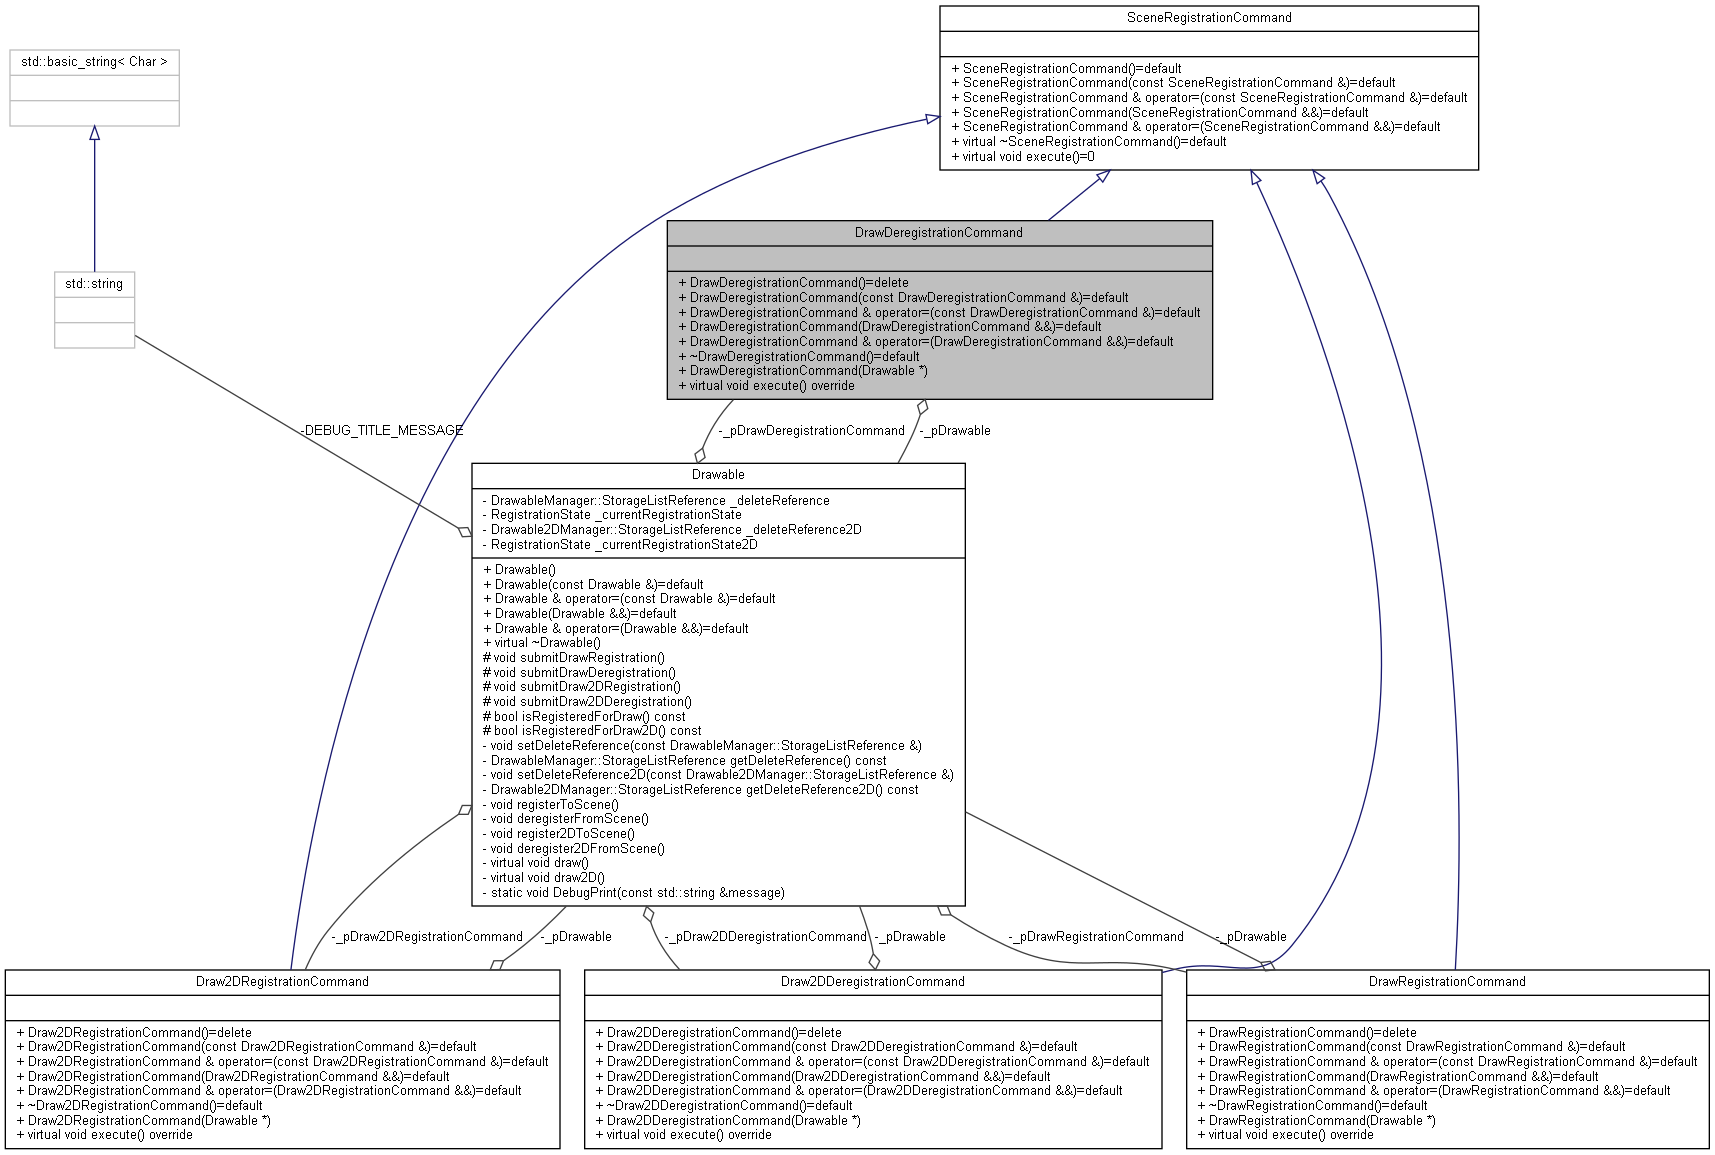 SceneRegistrationCommand
+ SceneRegistrationCommand()=default
+ SceneRegistrationCommand(const SceneRegistrationCommand &)=default
+ SceneRegistrationCommand & operator=(const SceneRegistrationCommand &)=default
+ SceneRegistrationCommand(SceneRegistrationCommand &&)=default
+ SceneRegistrationCommand & operator=(SceneRegistrationCommand &&)=default
+ virtual ~SceneRegistrationCommand()=default
+ virtual void execute()=0
std::basic_string< Char >
std::string
DrawDeregistrationCommand
+ DrawDeregistrationCommand()=delete
+ DrawDeregistrationCommand(const DrawDeregistrationCommand &)=default
+ DrawDeregistrationCommand & operator=(const DrawDeregistrationCommand &)=default
+ DrawDeregistrationCommand(DrawDeregistrationCommand &&)=default
+ DrawDeregistrationCommand & operator=(DrawDeregistrationCommand &&)=default
+ ~DrawDeregistrationCommand()=default
+ DrawDeregistrationCommand(Drawable *)
+ virtual void execute() override
-DEBUG_TITLE_MESSAGE
-_pDrawDeregistrationCommand
-_pDrawable
Drawable
- DrawableManager::StorageListReference _deleteReference
- RegistrationState _currentRegistrationState
- Drawable2DManager::StorageListReference _deleteReference2D
- RegistrationState _currentRegistrationState2D
+ Drawable()
+ Drawable(const Drawable &)=default
+ Drawable & operator=(const Drawable &)=default
+ Drawable(Drawable &&)=default
+ Drawable & operator=(Drawable &&)=default
+ virtual ~Drawable()
# void submitDrawRegistration()
# void submitDrawDeregistration()
# void submitDraw2DRegistration()
# void submitDraw2DDeregistration()
# bool isRegisteredForDraw() const
# bool isRegisteredForDraw2D() const
- void setDeleteReference(const DrawableManager::StorageListReference &)
- DrawableManager::StorageListReference getDeleteReference() const
- void setDeleteReference2D(const Drawable2DManager::StorageListReference &)
- Drawable2DManager::StorageListReference getDeleteReference2D() const
- void registerToScene()
- void deregisterFromScene()
- void register2DToScene()
- void deregister2DFromScene()
- virtual void draw()
- virtual void draw2D()
- static void DebugPrint(const std::string &message)
-_pDraw2DRegistrationCommand
-_pDrawable
-_pDraw2DDeregistrationCommand
-_pDrawable
-_pDrawRegistrationCommand
-_pDrawable
Draw2DRegistrationCommand
+ Draw2DRegistrationCommand()=delete
+ Draw2DRegistrationCommand(const Draw2DRegistrationCommand &)=default
+ Draw2DRegistrationCommand & operator=(const Draw2DRegistrationCommand &)=default
+ Draw2DRegistrationCommand(Draw2DRegistrationCommand &&)=default
+ Draw2DRegistrationCommand & operator=(Draw2DRegistrationCommand &&)=default
+ ~Draw2DRegistrationCommand()=default
+ Draw2DRegistrationCommand(Drawable *)
+ virtual void execute() override
Draw2DDeregistrationCommand
+ Draw2DDeregistrationCommand()=delete
+ Draw2DDeregistrationCommand(const Draw2DDeregistrationCommand &)=default
+ Draw2DDeregistrationCommand & operator=(const Draw2DDeregistrationCommand &)=default
+ Draw2DDeregistrationCommand(Draw2DDeregistrationCommand &&)=default
+ Draw2DDeregistrationCommand & operator=(Draw2DDeregistrationCommand &&)=default
+ ~Draw2DDeregistrationCommand()=default
+ Draw2DDeregistrationCommand(Drawable *)
+ virtual void execute() override
DrawRegistrationCommand
+ DrawRegistrationCommand()=delete
+ DrawRegistrationCommand(const DrawRegistrationCommand &)=default
+ DrawRegistrationCommand & operator=(const DrawRegistrationCommand &)=default
+ DrawRegistrationCommand(DrawRegistrationCommand &&)=default
+ DrawRegistrationCommand & operator=(DrawRegistrationCommand &&)=default
+ ~DrawRegistrationCommand()=default
+ DrawRegistrationCommand(Drawable *)
+ virtual void execute() override